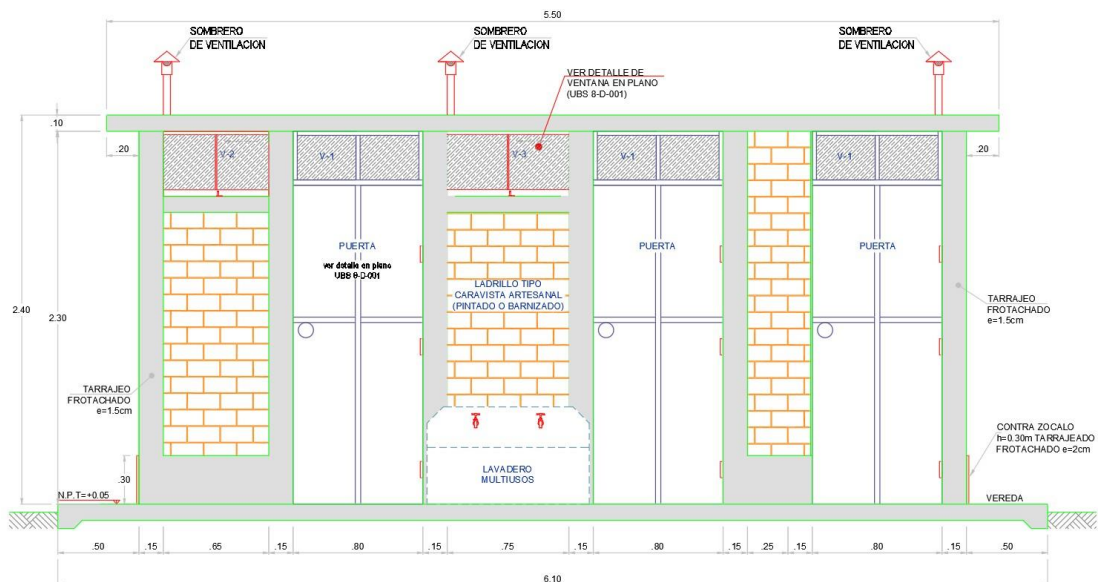 5.50
SOMBRERO
DE VENTILACION
SOMBRERO
DE VENTILACION
SOMBRERO
DE VENTILACION
VER DETALLE DE
VENTANA EN PLANO
(UBS 8-D-001)
.10
.20
.20
V-2
V-1
V-3
V-1
V-1
PUERTA
ver detalle en plano
UBS 8-D-001
PUERTA
PUERTA
LADRILLO TIPO
CARAVISTA ARTESANAL
(PINTADO O BARNIZADO)
2.40
2.30
TARRAJEO
FROTACHADO
e=1.5cm
TARRAJEO
FROTACHADO
e=1.5cm
CONTRA ZOCALO
h=0.30m TARRAJEADO
FROTACHADO e=2cm
.30
LAVADERO
MULTIUSOS
N.P.T=+0.05
VEREDA
.50
.15
.65
.15
.80
.15
.75
.15
.80
.15
.25
.15
.80
.15
.50
6.10